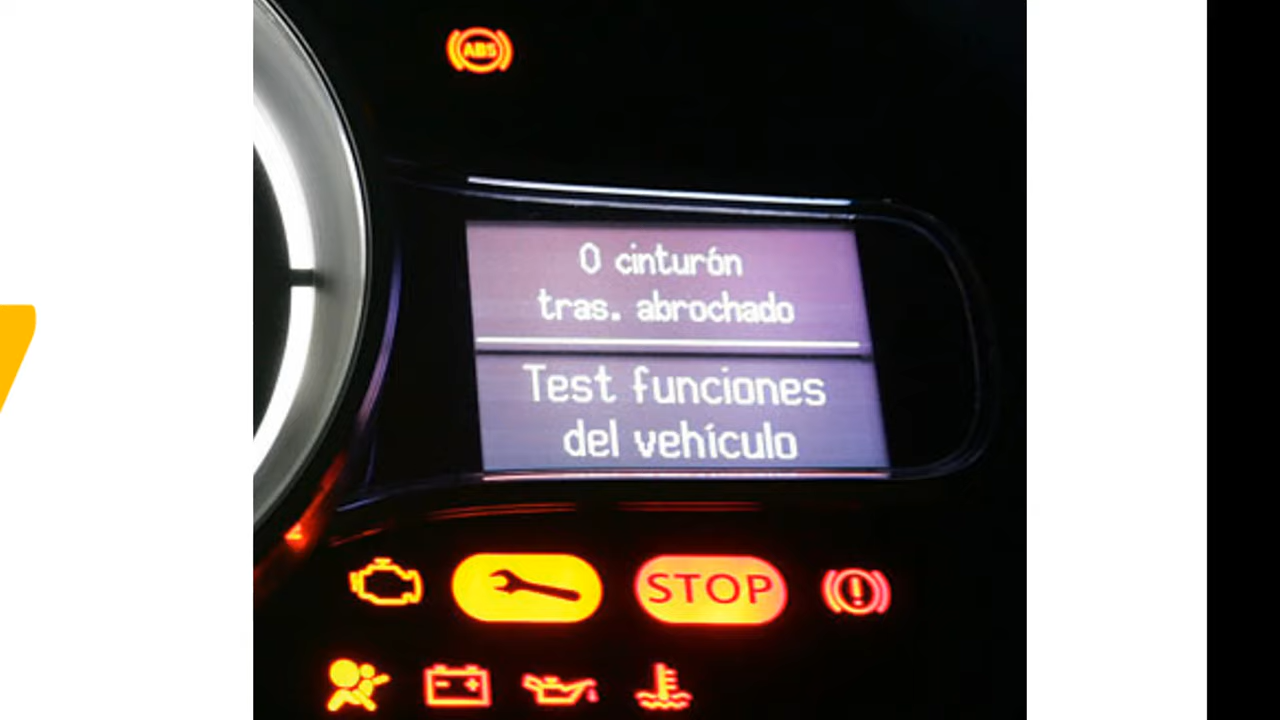 ABS
0 cinturón
tras. abrochado
Test funciones
del vehículo
STOP